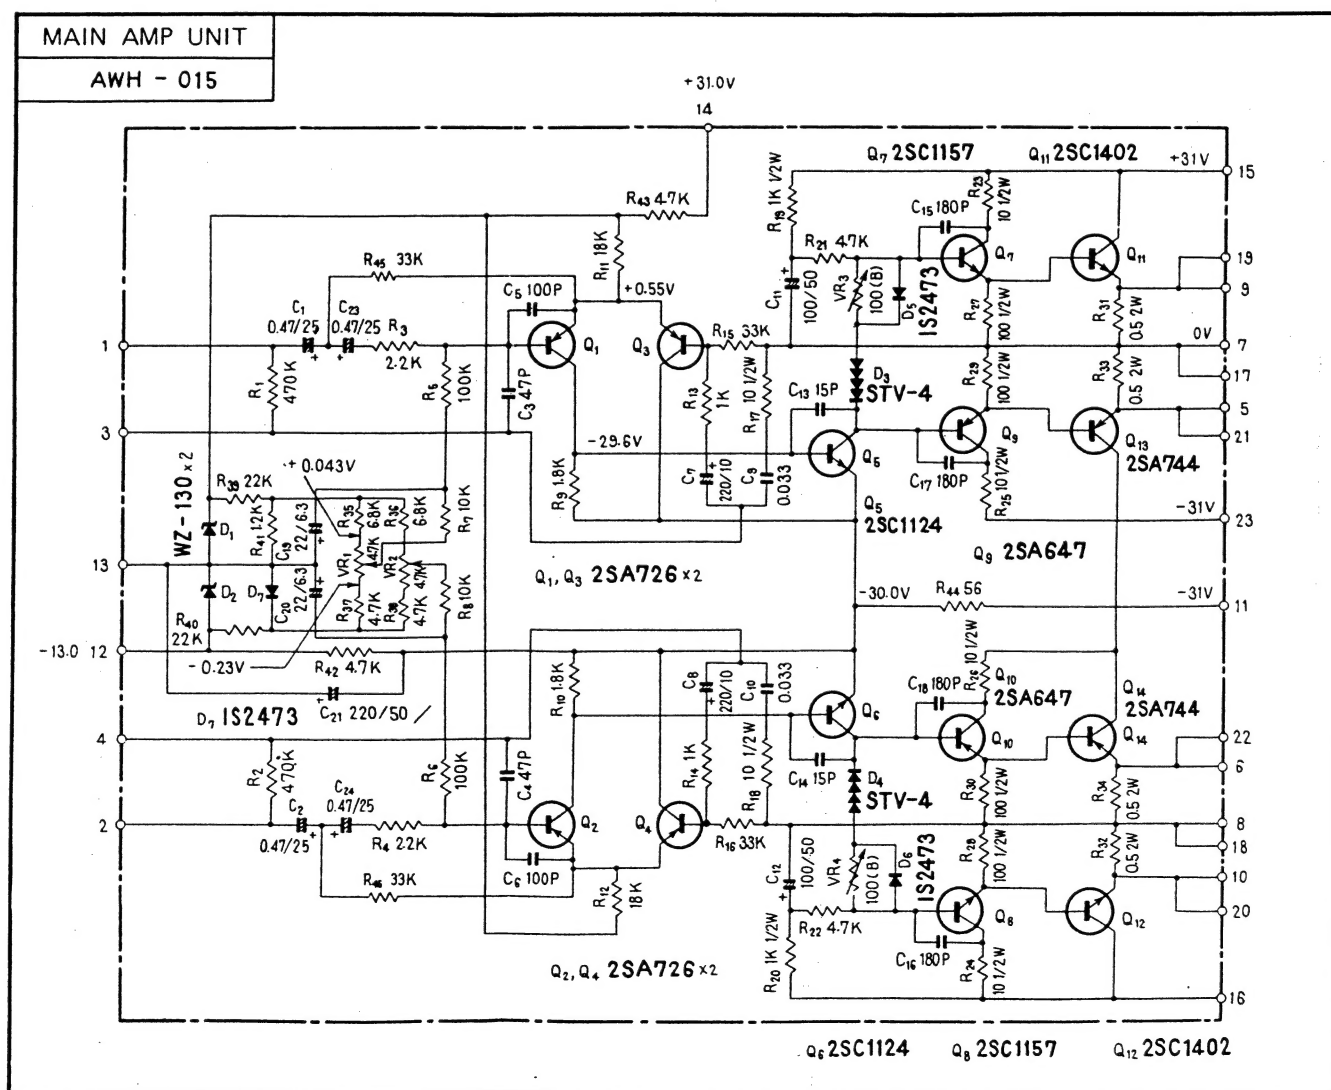 MAIN AMP UNIT
AWH - 015
+31.0V
14
Q7 2SC1157
Q11 2SC1402
+31V
15
R43 4.7K
R19 1K 1/2W
C15 180P
R23 10 1/2W
R11 18K
R21 4.7K
Q7
Q11
19
R45 33K
+0.55V
C11 100/50
VR3 100(B)
D5 1S2473
9
C5 100P
C1 0.47/25
C23 0.47/25
R3 2.2K
R27 100 1/2W
R31 0.5 2W
0V
1
Q1
Q3
R15 33K
7
R1 470K
R5 100K
C3 47P
R13 1K
R17 10 1/2W
D3 STV-4
R29 100 1/2W
R33 0.5 2W
17
C13 15P
5
3
-29.6V
Q5
Q9
Q13
2SA744
21
+0.043V
R39 22K
R9 1.8K
C7 220/10
C9 0.033
C17 180P
R25 10 1/2W
WZ-130 x 2
D1
R41 1.2K
C19 22/6.3
R35 6.8K
R36 6.8K
R7 10K
Q5 2SC1124
-31V
23
Q9 2SA647
13
VR1 4.7K
VR2 4.7K
Q1, Q3 2SA726 x 2
D2
D7
C20 22/6.3
R37 4.7K
R38 4.7K
R8 10K
-30.0V
R44 56
-31V
11
R40 22K
-13.0 12
-0.23V
R42 4.7K
R10 1.8K
C8 220/10
C10 0.033
C18 180P
R26 10 1/2W
Q10 2SA647
Q14 2SA744
D7 1S2473
C21 220/50
Q6
Q10
Q14
22
4
R2 470K
R6 100K
C4 47P
R14 1K
R18 10 1/2W
C14 15P
D4 STV-4
R30 100 1/2W
R34 0.5 2W
6
C2 0.47/25
C24 0.47/25
R4 2.2K
2
Q2
Q4
R16 33K
8
C6 100P
C12 100/50
VR4 100(B)
D6 1S2473
R28 100 1/2W
R32 0.5 2W
18
R46 33K
R12 18K
10
R22 4.7K
Q8
Q12
20
R20 1K 1/2W
C16 180P
R24 10 1/2W
Q2, Q4 2SA726 x 2
16
Q6 2SC1124
Q8 2SC1157
Q12 2SC1402